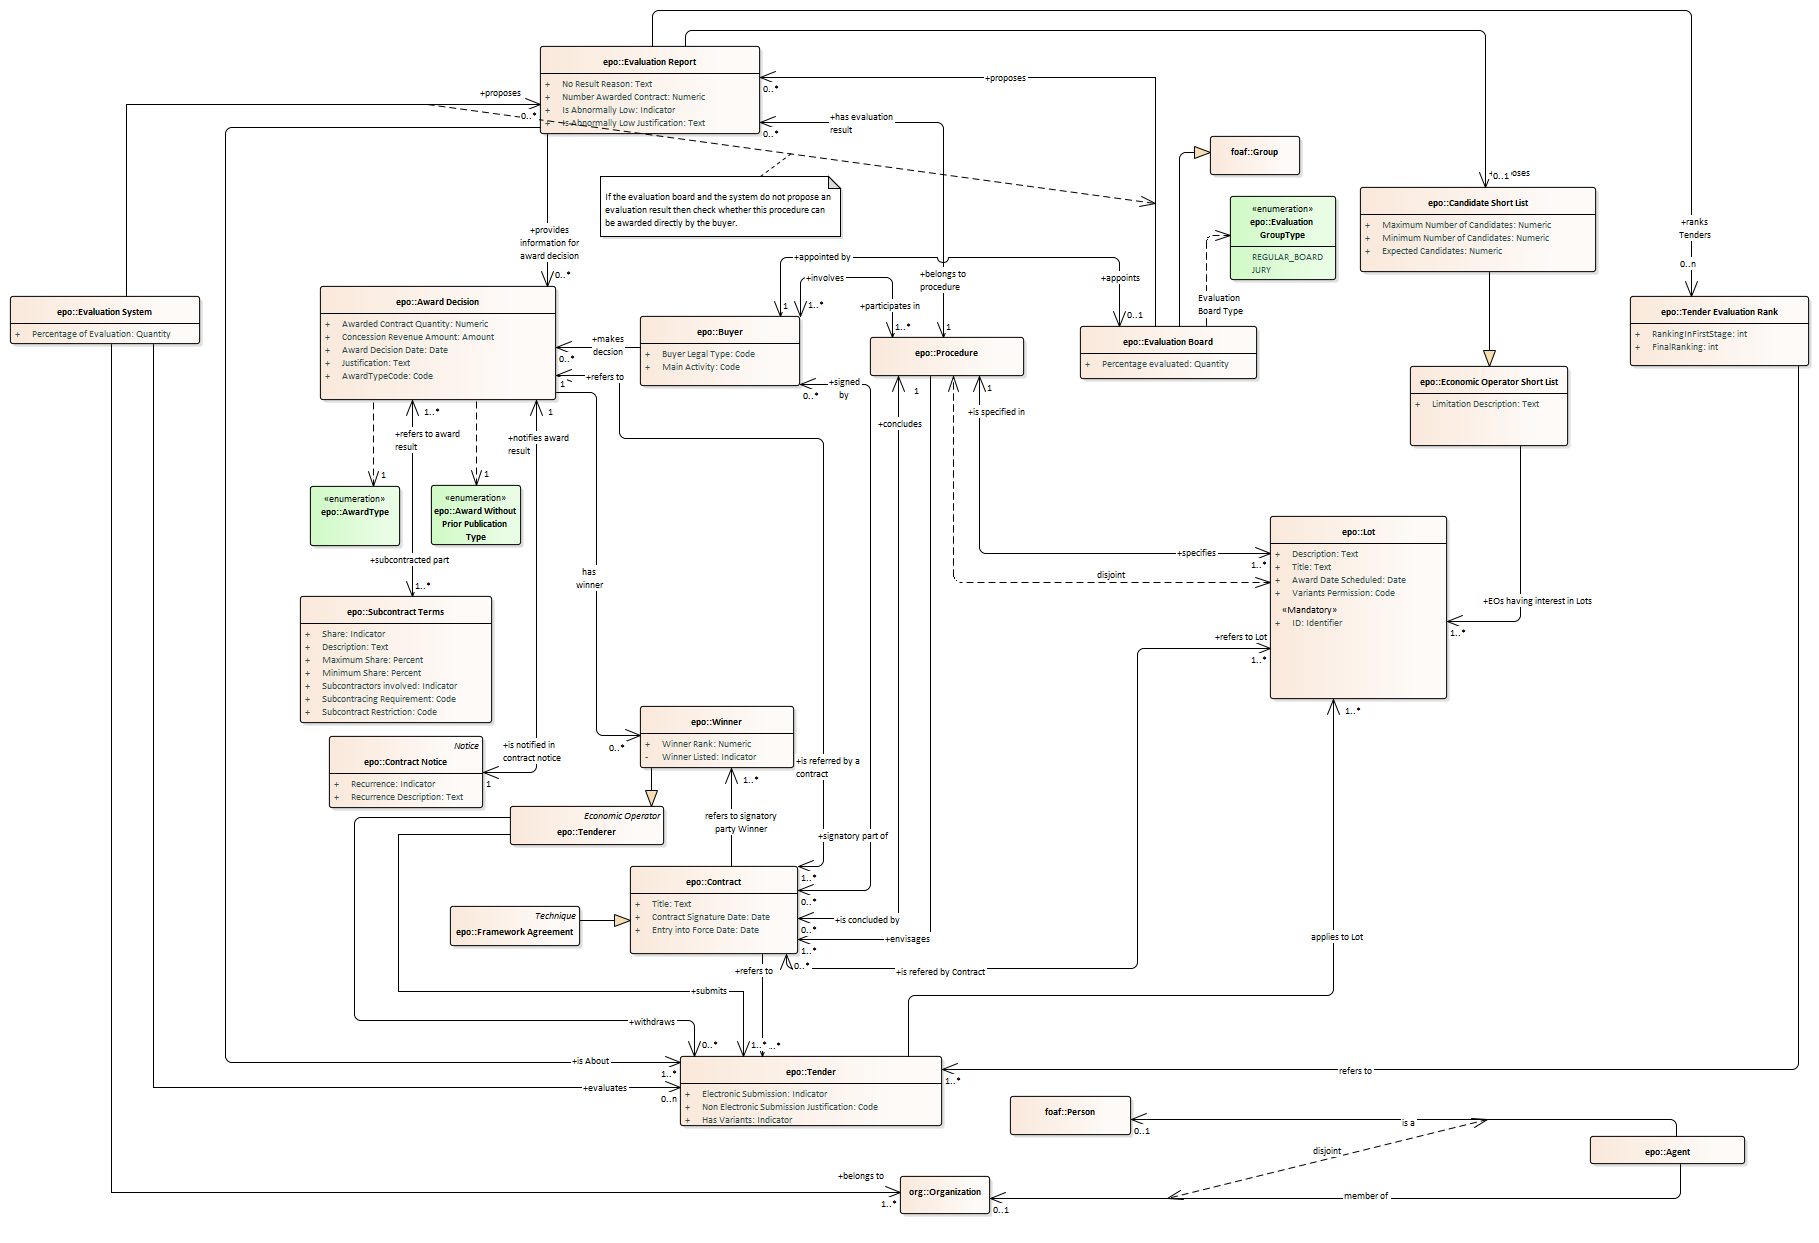 epo::Evaluation Report
+ No Result Reason: Text
+ Number Awarded Contract: Numeric
+ Is Abnormally Low: Indicator
+ Is Abnormally Low Justification: Text
+proposes
0..*
+proposes
0..*
+has evaluation
result
0..*
foaf::Group
If the evaluation board and the system do not propose an
evaluation result then check whether this procedure can
be awarded directly by the buyer.
«enumeration»
epo::Evaluation
GroupType
REGULAR_BOARD
JURY
0..1
oses
epo::Candidate Short List
+ Maximum Number of Candidates: Numeric
+ Minimum Number of Candidates: Numeric
+ Expected Candidates: Numeric
+ranks
Tenders
0..n
+provides
information for
award decision
0..*
+appointed by
+involves
+participates in
+belongs to
procedure
+appoints
Evaluation
Board Type
1
1..*
1..*
1
0..1
epo::Evaluation System
+ Percentage of Evaluation: Quantity
epo::Award Decision
+ Awarded Contract Quantity: Numeric
+ Concession Revenue Amount: Amount
+ Award Decision Date: Date
+ Justification: Text
+ AwardTypeCode: Code
+makes
decsion
0..*
+refers to
1
epo::Buyer
+ Buyer Legal Type: Code
+ Main Activity: Code
epo::Procedure
epo::Evaluation Board
+ Percentage evaluated: Quantity
epo::Tender Evaluation Rank
+ RankingInFirstStage: int
+ FinalRanking: int
epo::Economic Operator Short List
+ Limitation Description: Text
+signed
by
0..*
1
+concludes
1
+is specified in
1..*
+refers to award
result
1
+notifies award
result
1
1
«enumeration»
epo::AwardType
«enumeration»
epo::Award Without
Prior Publication
Type
+subcontracted part
1..*
has
winner
+specifies
1..*
disjoint
epo::Lot
+ Description: Text
+ Title: Text
+ Award Date Scheduled: Date
+ Variants Permission: Code
«Mandatory»
+ ID: Identifier
+EOs having interest in Lots
1..*
+refers to Lot
1..*
1..*
epo::Subcontract Terms
+ Share: Indicator
+ Description: Text
+ Maximum Share: Percent
+ Minimum Share: Percent
+ Subcontractors involved: Indicator
+ Subcontracing Requirement: Code
+ Subcontract Restriction: Code
Notice
epo::Contract Notice
+ Recurrence: Indicator
+ Recurrence Description: Text
+is notified in
contract notice
1
0..*
epo::Winner
+ Winner Rank: Numeric
- Winner Listed: Indicator
+is referred by a
contract
1..*
refers to signatory
party Winner
Economic Operator
epo::Tenderer
+signatory part of
1..*
0..*
epo::Contract
+ Title: Text
+ Contract Signature Date: Date
+ Entry into Force Date: Date
Technique
epo::Framework Agreement
+is concluded by
0..*
+envisages
1..*
0..*
+is refered by Contract
applies to Lot
+refers to
+submits
+withdraws
0..*
1..*
..*
+is About
1..*
+evaluates
0..n
epo::Tender
+ Electronic Submission: Indicator
+ Non Electronic Submission Justification: Code
+ Has Variants: Indicator
1..*
refers to
foaf::Person
0..1
is a
disjoint
epo::Agent
member of
0..1
org::Organization
+belongs to
1..*